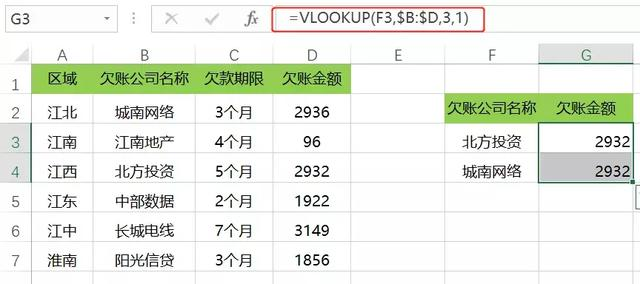 G3 =VLOOKUP(F3,$B:$D,3,1)
A B C D E F G
1 区域 欠账公司名称 欠款期限 欠账金额
2 江北 城南网络 3个月 2936 欠账公司名称 欠账金额
3 江南 江南地产 4个月 96 北方投资 2932
4 江西 北方投资 5个月 2932 城南网络 2932
5 江东 中部数据 2个月 1922
6 江中 长城电线 7个月 3149
7 淮南 阳光信贷 3个月 1856